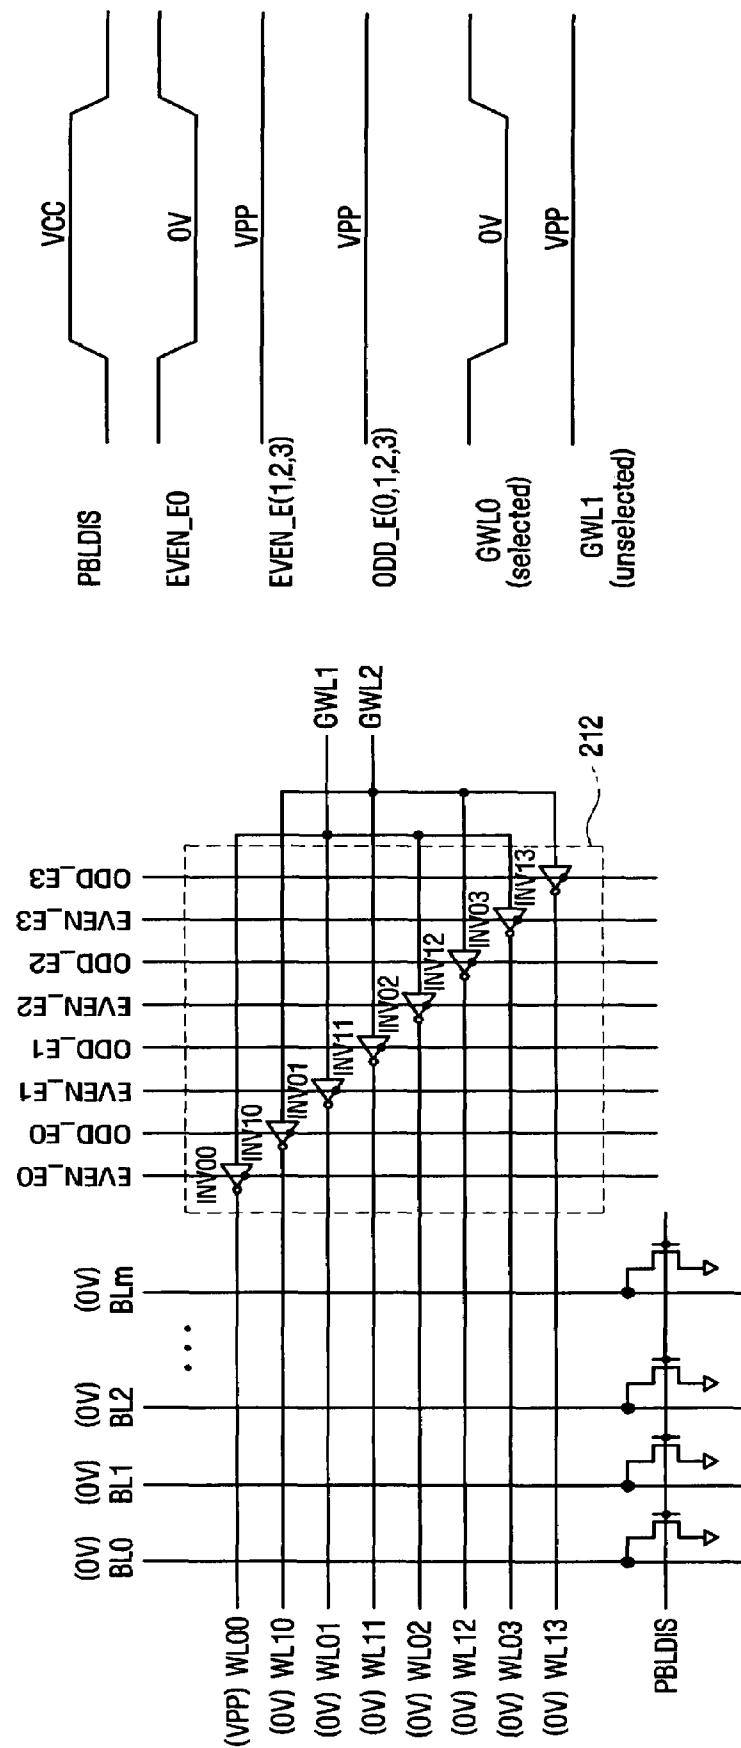 PBLDIS
VCC
EVEN_E0
0V
EVEN_E(1,2,3)
VPP
ODD_E(0,1,2,3)
VPP
GWL0
(selected)
0V
GWL1
(unselected)
VPP
GWL1
GWL2
212
EVEN_E0
ODD_E0
EVEN_E1
ODD_E1
EVEN_E2
ODD_E2
EVEN_E3
ODD_E3
INV00
INV10
INV01
INV11
INV02
INV12
INV03
INV13
(0V)
BL0
(0V)
BL1
(0V)
BL2
...
(0V)
BLm
(VPP) WL00
(0V) WL10
(0V) WL01
(0V) WL11
(0V) WL02
(0V) WL12
(0V) WL03
(0V) WL13
PBLDIS